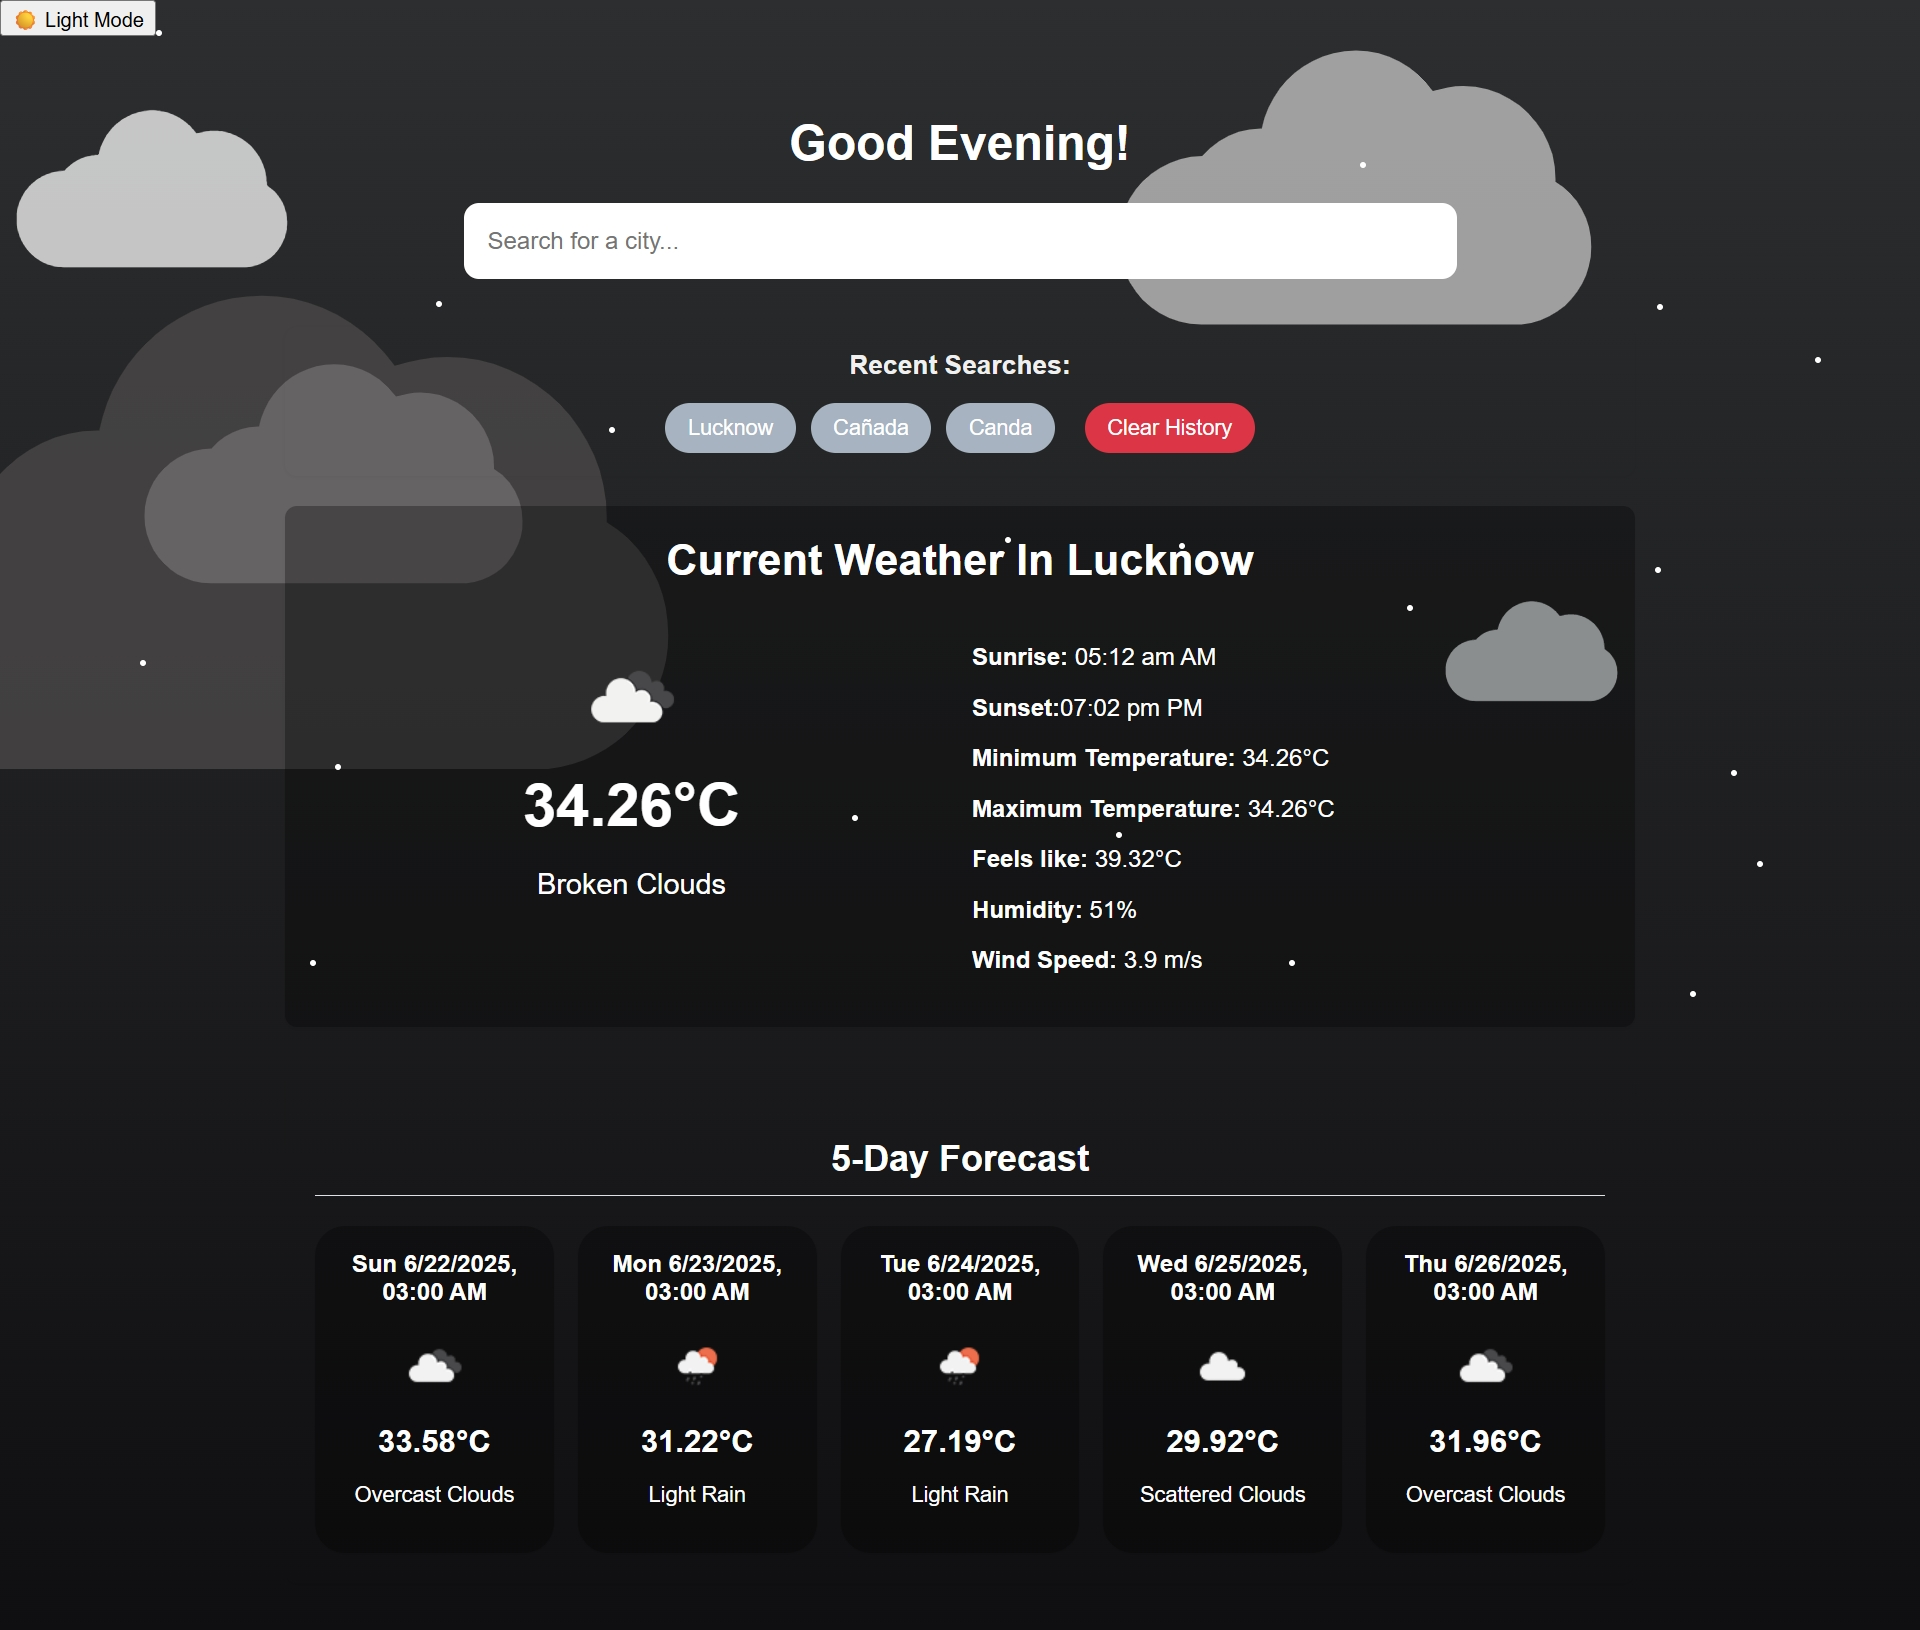 Light Mode
Good Evening!
Search for a city...
Recent Searches:
Lucknow Cañada Canda Clear History
Current Weather In Lucknow
34.26°C
Broken Clouds
Sunrise: 05:12 am AM
Sunset:07:02 pm PM
Minimum Temperature: 34.26°C
Maximum Temperature: 34.26°C
Feels like: 39.32°C
Humidity: 51%
Wind Speed: 3.9 m/s
5-Day Forecast
Sun 6/22/2025,
03:00 AM
33.58°C
Overcast Clouds
Mon 6/23/2025,
03:00 AM
31.22°C
Light Rain
Tue 6/24/2025,
03:00 AM
27.19°C
Light Rain
Wed 6/25/2025,
03:00 AM
29.92°C
Scattered Clouds
Thu 6/26/2025,
03:00 AM
31.96°C
Overcast Clouds